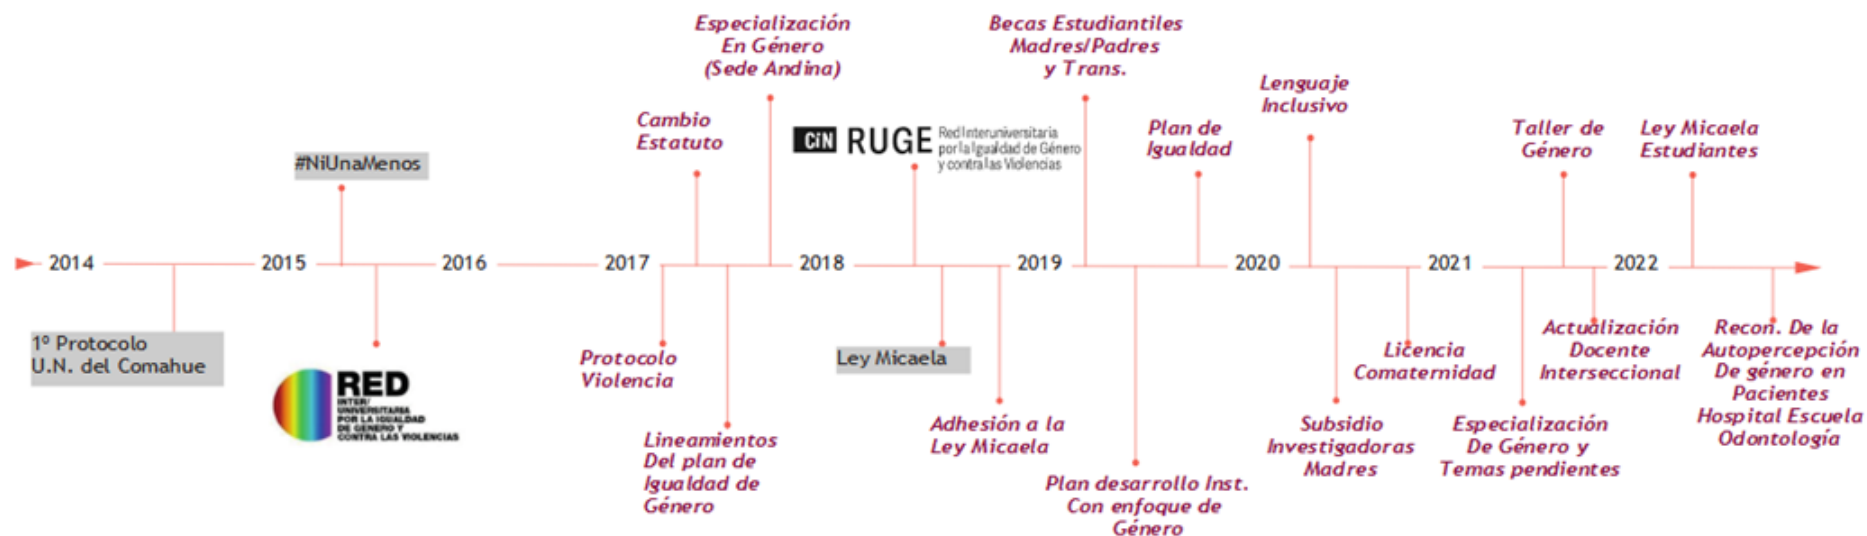 Especialización
En Género
(Sede Andina)
Becas Estudiantiles
Madres/Padres
y Trans.
Lenguaje
Inclusivo
Cambio
Estatuto
CiN RUGE
Red Interuniversitaria
por la Igualdad de Género
y contra las Violencias
Plan de
Igualdad
Taller de
Género
Ley Micaela
Estudiantes
#NiUnaMenos
2014
2015
2016
2017
2018
2019
2020
2021
2022
1º Protocolo
U.N. del Comahue
RED
INTER/
UNIVERSITARIA
POR LA IGUALDAD
DE GENERO Y
CONTRA LAS VIOLENCIAS
Protocolo
Violencia
Lineamientos
Del plan de
Igualdad de
Género
Ley Micaela
Adhesión a la
Ley Micaela
Plan desarrollo Inst.
Con enfoque de
Género
Subsidio
Investigadoras
Madres
Licencia
Comaternidad
Especialización
De Género y
Temas pendientes
Actualización
Docente
Interseccional
Recon. De la
Autopercepción
De género en
Pacientes
Hospital Escuela
Odontología